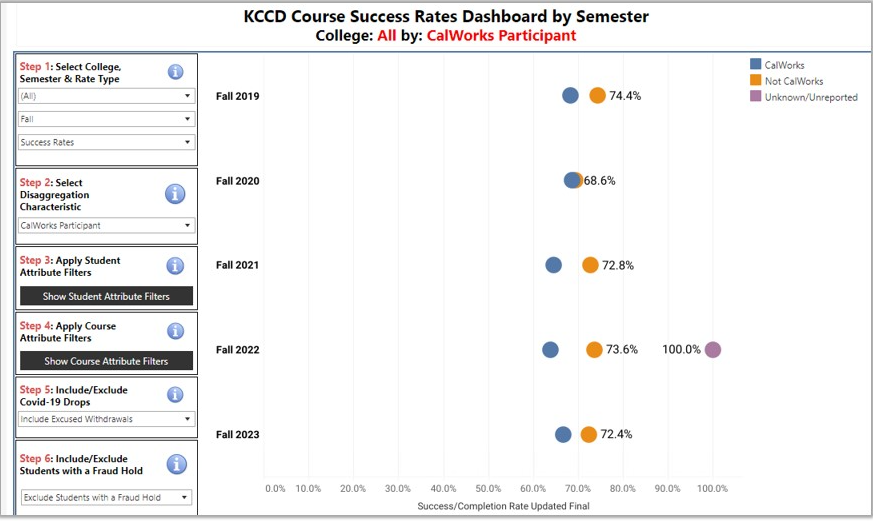 KCCD Course Success Rates Dashboard by Semester
College: All by: CalWorks Participant
Step 1: Select College,
Semester & Rate Type
(All)
Fall
Success Rates
Step 2: Select
Disaggregation
Characteristic
CalWorks Participant
Step 3: Apply Student
Attribute Filters
Show Student Attribute Filters
Step 4: Apply Course
Attribute Filters
Show Course Attribute Filters
Step 5: Include/Exclude
Covid-19 Drops
Include Excused Withdrawals
Step 6: Include/Exclude
Students with a Fraud Hold
Exclude Students with a Fraud Hold
Fall 2019
74.4%
Fall 2020
68.6%
Fall 2021
72.8%
Fall 2022
73.6%
100.0%
Fall 2023
72.4%
0.0% 10.0% 20.0% 30.0% 40.0% 50.0% 60.0% 70.0% 80.0% 90.0% 100.0%
Success/Completion Rate Updated Final
CalWorks
Not CalWorks
Unknown/Unreported